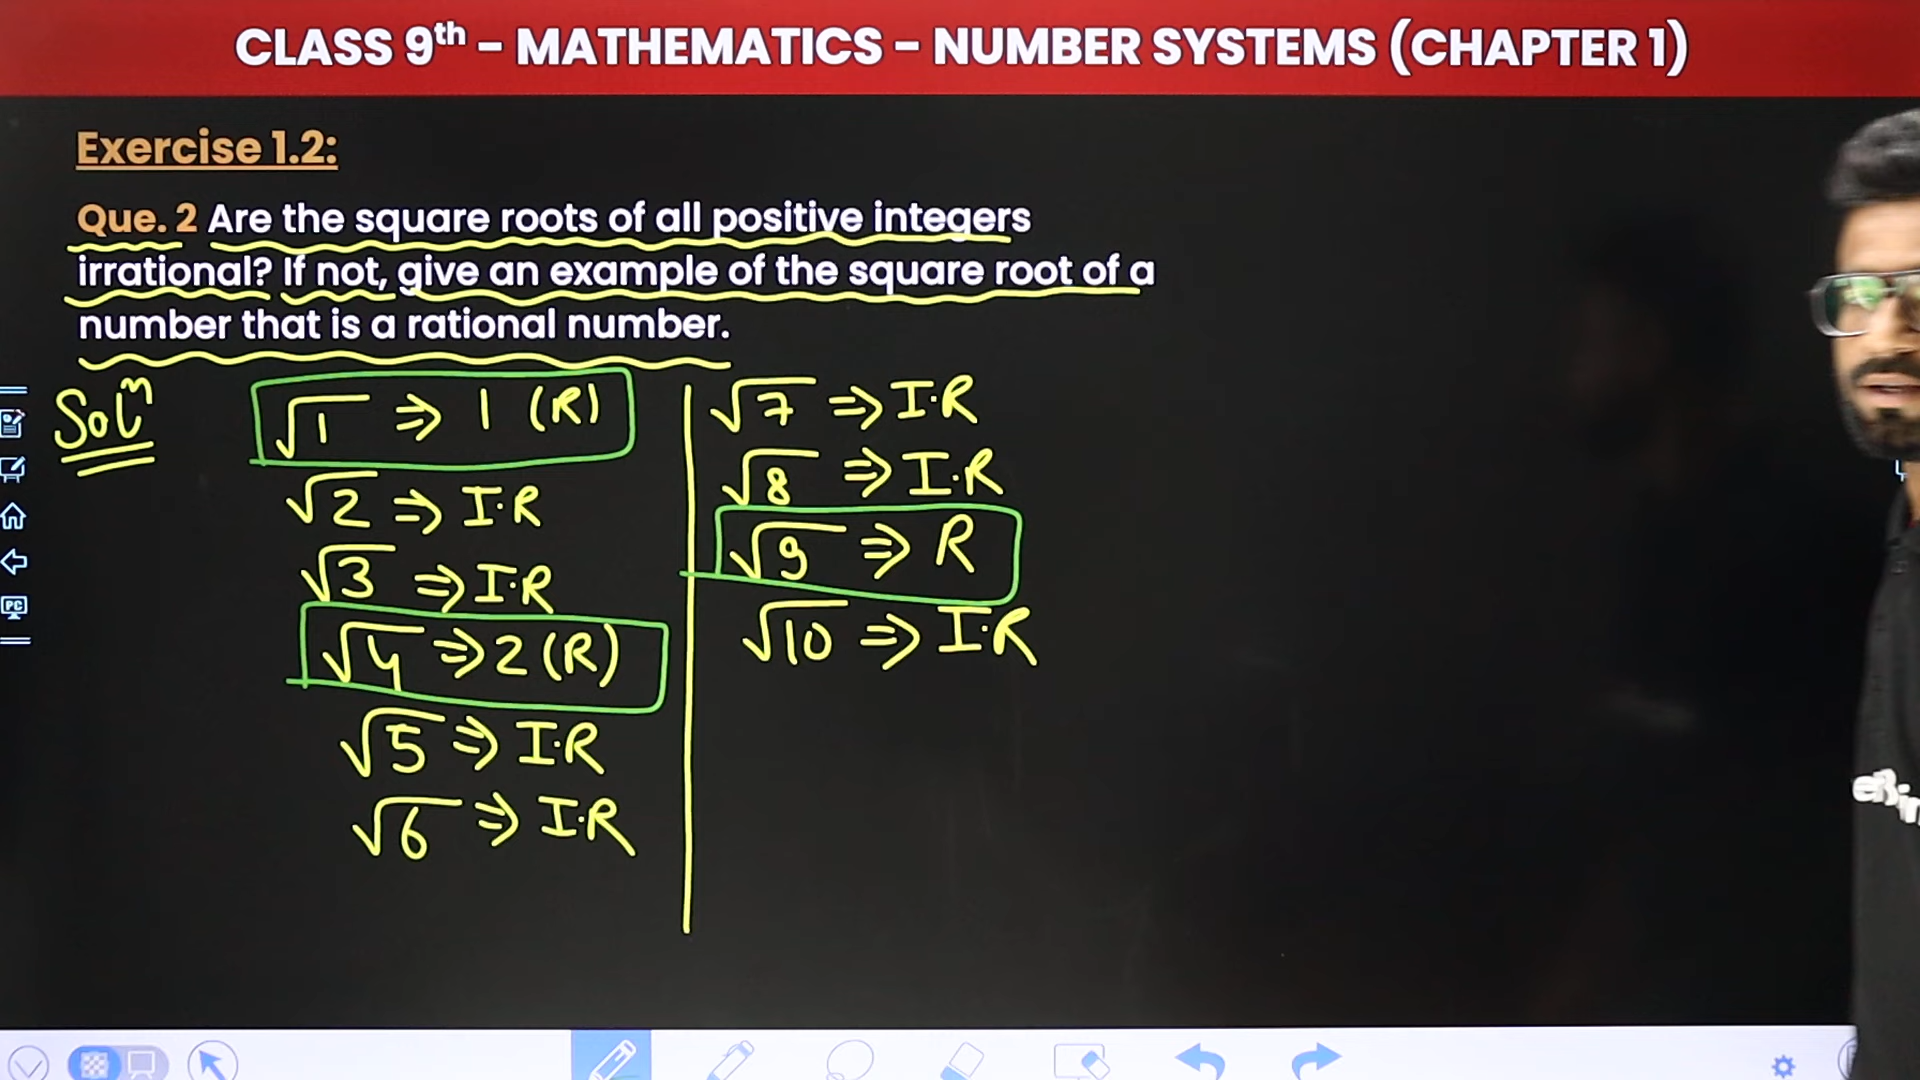 CLASS 9th - MATHEMATICS - NUMBER SYSTEMS (CHAPTER 1)
Exercise 1.2:
Que. 2 Are the square roots of all positive integers
irrational? If not, give an example of the square root of a
number that is a rational number.
Solⁿ
√1 ⇒ 1 (R)
√2 ⇒ I.R
√3 ⇒ I.R
√4 ⇒ 2 (R)
√5 ⇒ I.R
√6 ⇒ I.R
√7 ⇒ I.R
√8 ⇒ I.R
√9 ⇒ R
√10 ⇒ I.R
PC